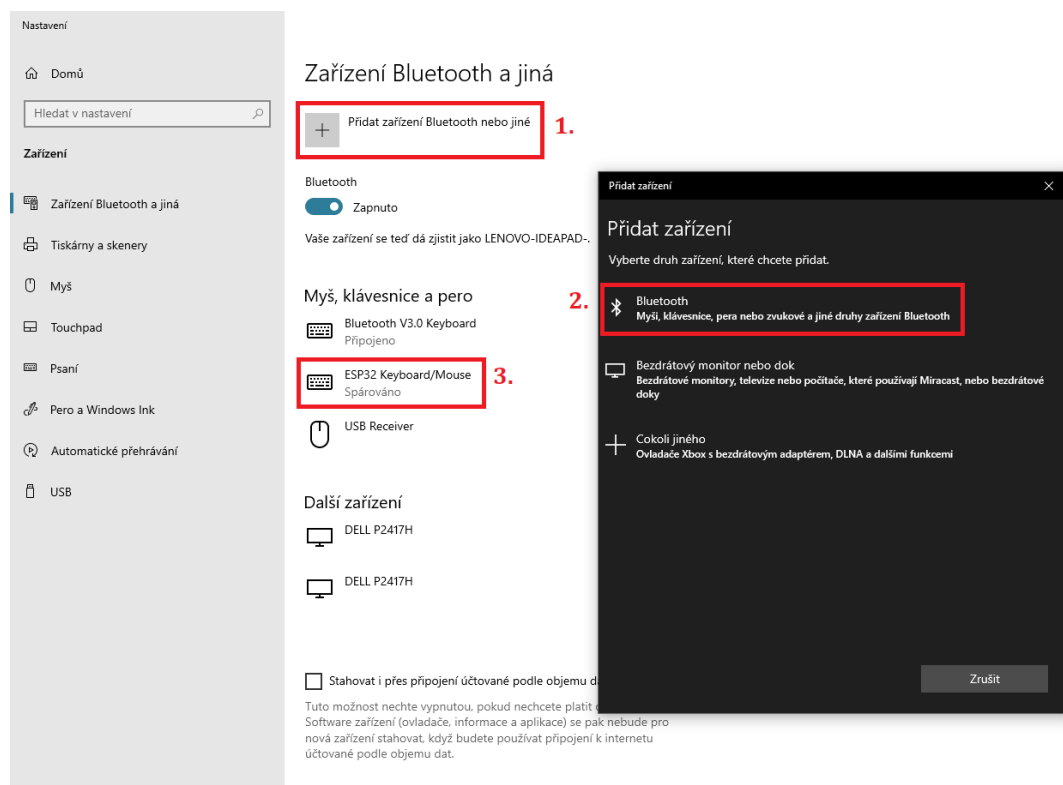 Nastavení
Domů
Hledat v nastavení
Zařízení
Zařízení Bluetooth a jiná
Tiskárny a skenery
Myš
Touchpad
Psaní
Pero a Windows Ink
Automatické přehrávání
USB
Zařízení Bluetooth a jiná
Přidat zařízení Bluetooth nebo jiné
1.
Bluetooth
Zapnuto
Vaše zařízení se teď dá zjistit jako LENOVO-IDEAPAD-.
Myš, klávesnice a pero
Bluetooth V3.0 Keyboard
Připojeno
ESP32 Keyboard/Mouse
Spárováno
3.
USB Receiver
Další zařízení
DELL P2417H
DELL P2417H
Stahovat i přes připojení účtované podle objemu
Tuto možnost nechte vypnutou, pokud nechcete platit
Software zařízení (ovladače, informace a aplikace) se pak nebude pro
nová zařízení stahovat, když budete používat připojení k internetu
účtované podle objemu dat.
Přidat zařízení
Přidat zařízení
Vyberte druh zařízení, které chcete přidat.
2.
Bluetooth
Myši, klávesnice, pera nebo zvukové a jiné druhy zařízení Bluetooth
Bezdrátový monitor nebo dok
Bezdrátové monitory, televize nebo počítače, které používají Miracast, nebo bezdrátové
doky
Cokoli jiného
Ovladače Xbox s bezdrátovým adaptérem, DLNA a dalšími funkcemi
Zrušit